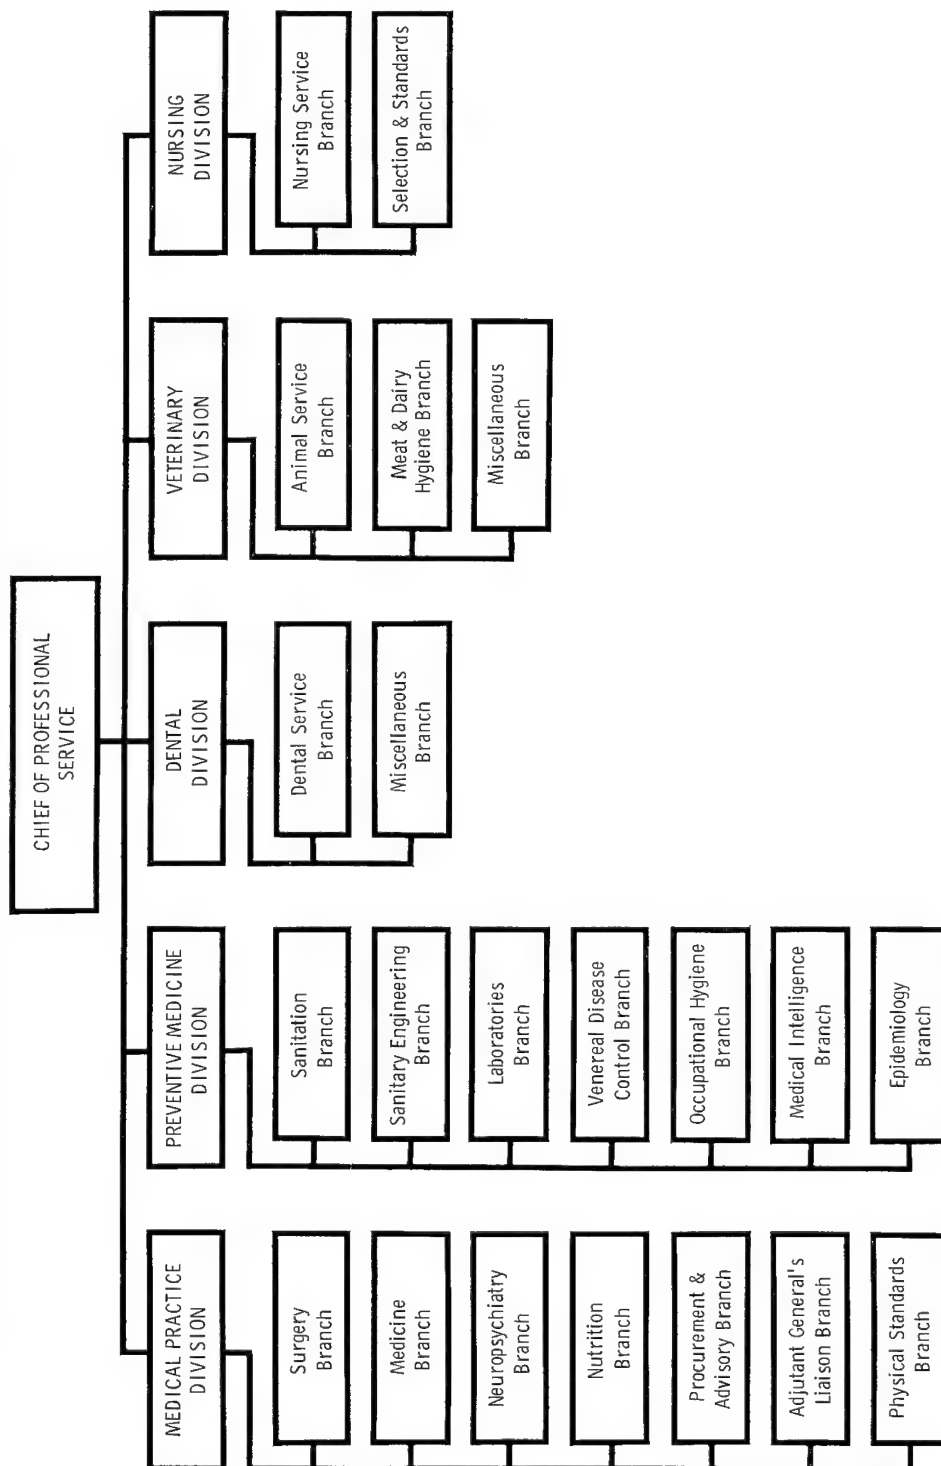 CHIEF OF PROFESSIONAL
SERVICE
MEDICAL PRACTICE
DIVISION
Surgery
Branch
Medicine
Branch
Neuropsychiatry
Branch
Nutrition
Branch
Procurement &
Advisory Branch
Adjutant General's
Liaison Branch
Physical Standards
Branch
PREVENTIVE MEDICINE
DIVISION
Sanitation
Branch
Sanitary Engineering
Branch
Laboratories
Branch
Venereal Disease
Control Branch
Occupational Hygiene
Branch
Medical Intelligence
Branch
Epidemiology
Branch
DENTAL
DIVISION
Dental Service
Branch
Miscellaneous
Branch
VETERINARY
DIVISION
Animal Service
Branch
Meat & Dairy
Hygiene Branch
Miscellaneous
Branch
NURSING
DIVISION
Nursing Service
Branch
Selection & Standards
Branch